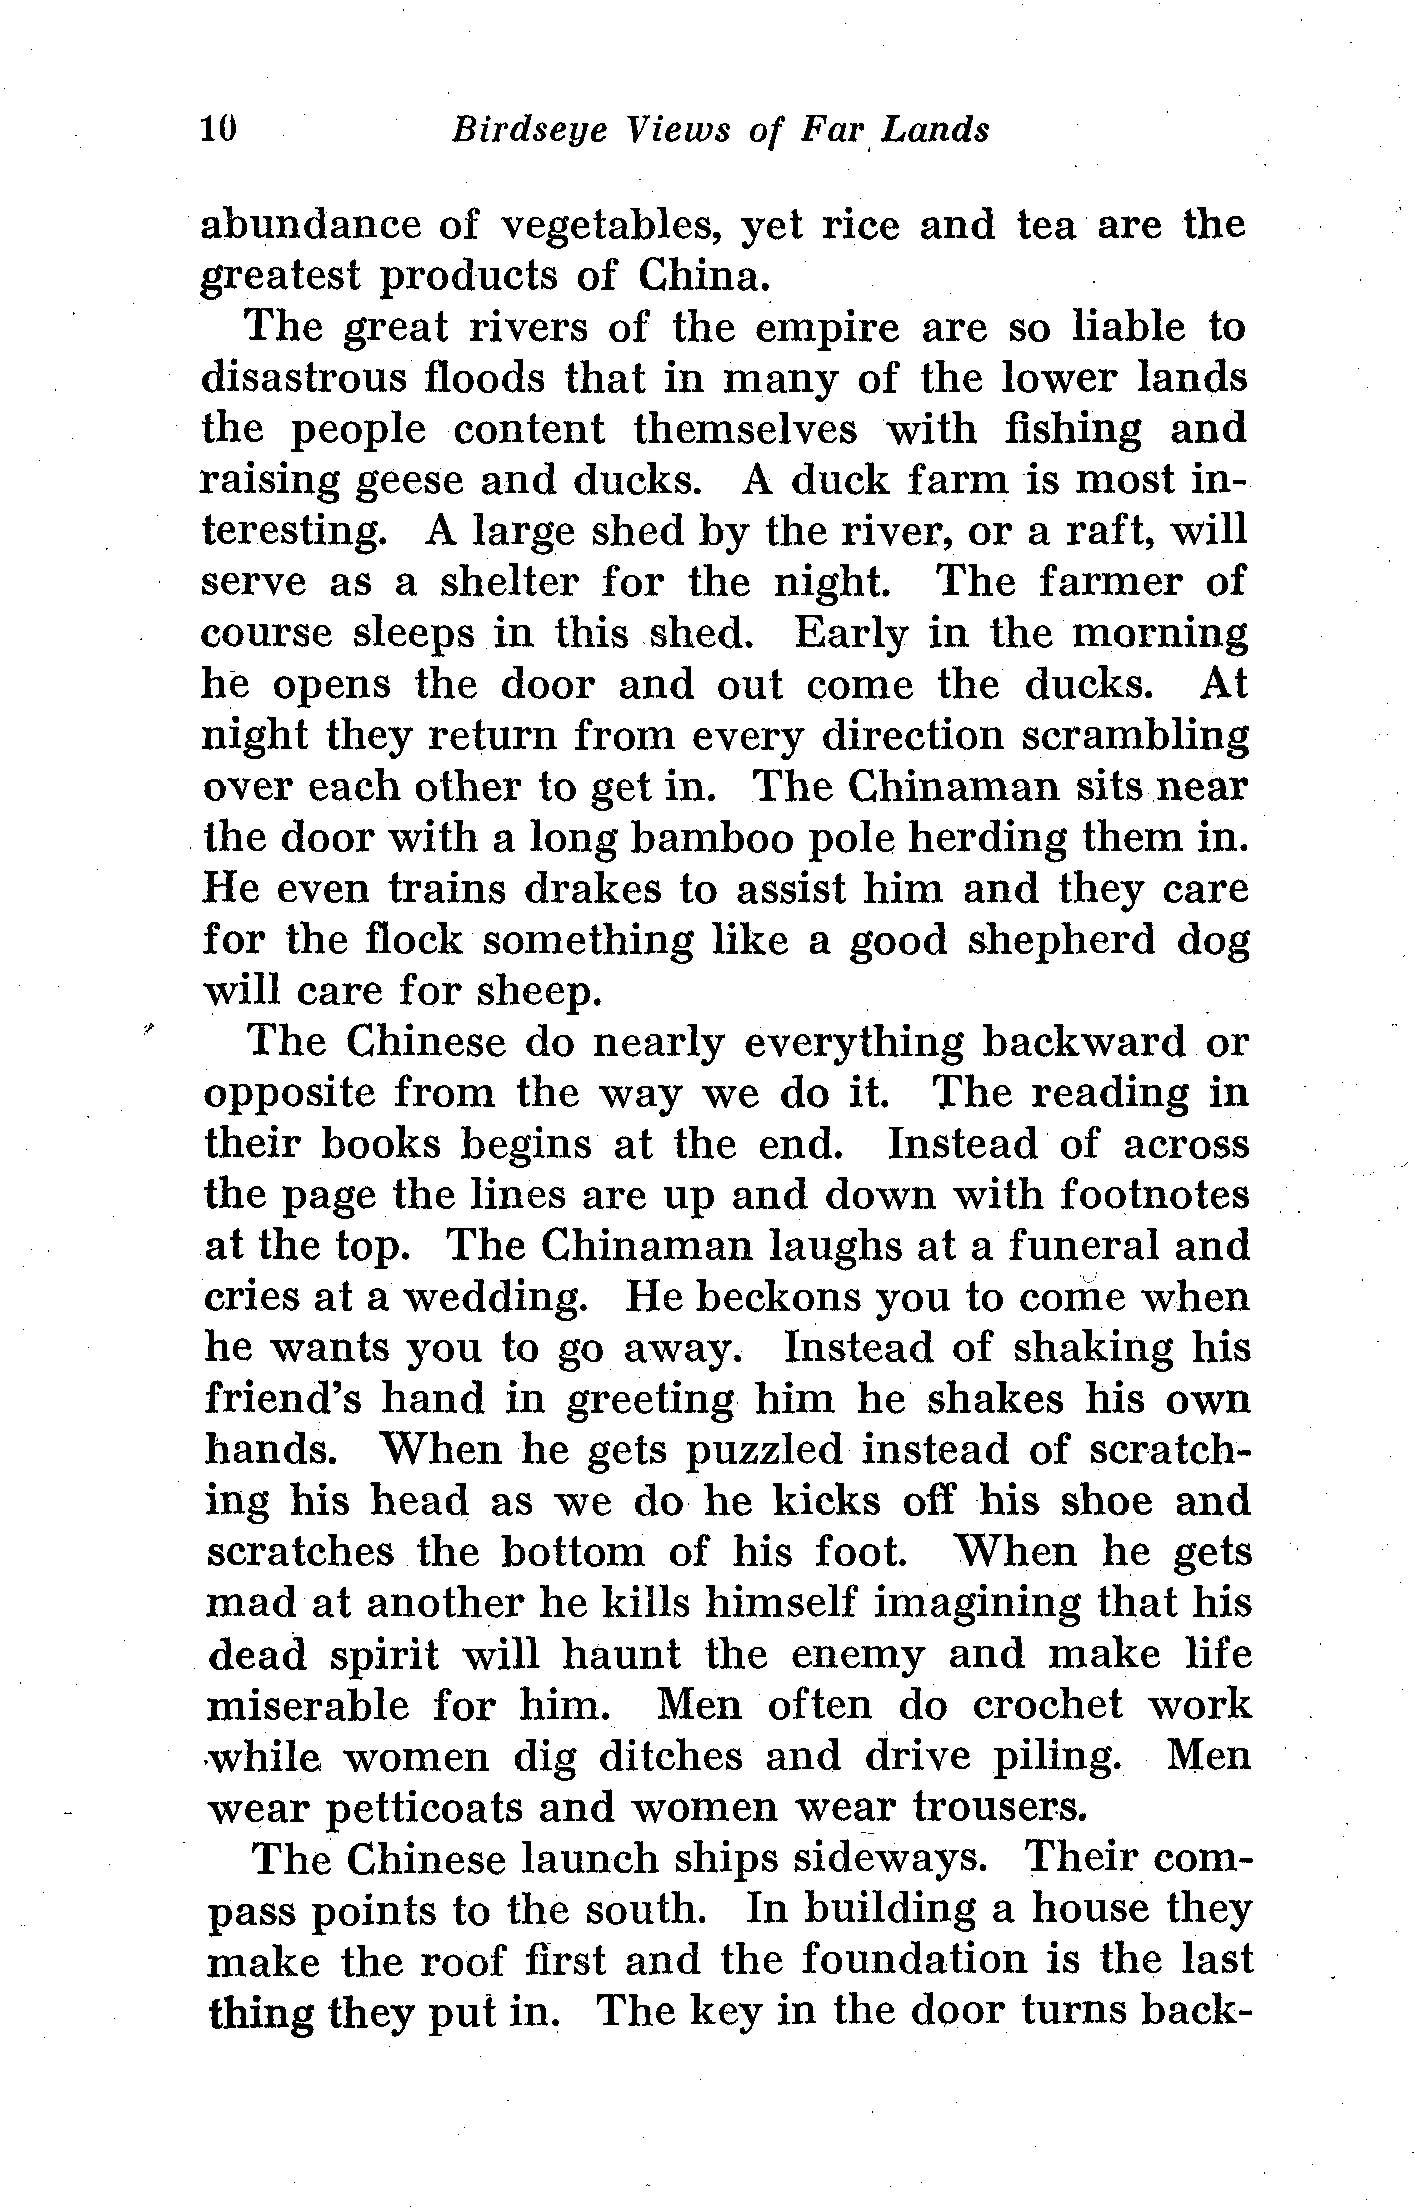 10 Birdseye Views of Far Lands
abundance of vegetables, yet rice and tea are the
greatest products of China.
The great rivers of the empire are so liable to
disastrous floods that in many of the lower lands
the people content themselves with fishing and
raising geese and ducks. A duck farm is most in-
teresting. A large shed by the river, or a raft, will
serve as a shelter for the night. The farmer of
course sleeps in this shed. Early in the morning
he opens the door and out come the ducks. At
night they return from every direction scrambling
over each other to get in. The Chinaman sits near
the door with a long bamboo pole herding them in.
He even trains drakes to assist him and they care
for the flock something like a good shepherd dog
will care for sheep.
The Chinese do nearly everything backward or
opposite from the way we do it. The reading in
their books begins at the end. Instead of across
the page the lines are up and down with footnotes
at the top. The Chinaman laughs at a funeral and
cries at a wedding. He beckons you to come when
he wants you to go away. Instead of shaking his
friend's hand in greeting him he shakes his own
hands. When he gets puzzled instead of scratch-
ing his head as we do he kicks off his shoe and
scratches the bottom of his foot. When he gets
mad at another he kills himself imagining that his
dead spirit will haunt the enemy and make life
miserable for him. Men often do crochet work
while women dig ditches and drive piling. Men
wear petticoats and women wear trousers.
The Chinese launch ships sideways. Their com-
pass points to the south. In building a house they
make the roof first and the foundation is the last
thing they put in. The key in the door turns back-